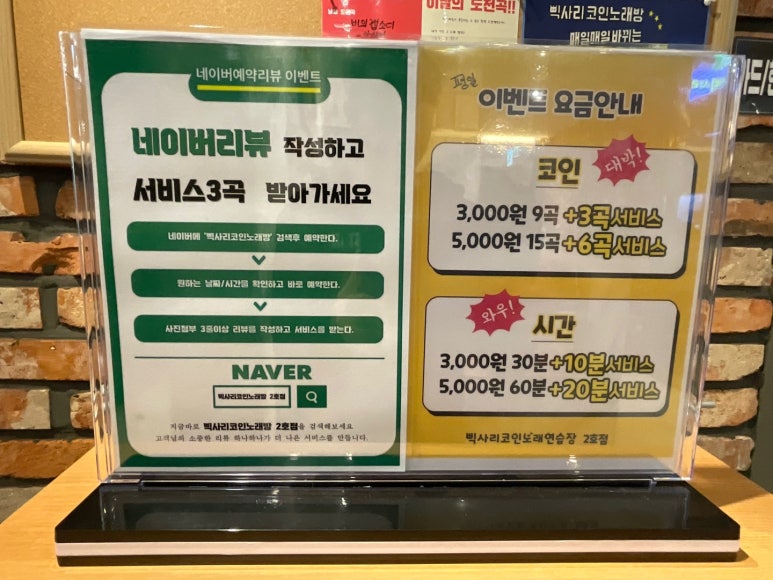 이달의 도전곡!!
벡사리코인노래방
매일매일 바뀌는
네이버예약리뷰 이벤트
네이버리뷰 작성하고
서비스3곡 받아가세요
네이버에 '벡사리코인노래방' 검색후 예약한다.
원하는 날짜/시간을 확인하고 바로 예약한다.
사진첨부 3줄이상 리뷰를 작성하고 서비스를 받는다.
NAVER
벡사리코인노래방 2호점
지금바로 벡사리코인노래방 2호점을 검색해보세요
고객님의 소중한 리뷰 하나하나가 더 나은 서비스를 만듭니다.
평일
이벤트 요금안내
코인
대박!
3,000원 9곡+3곡서비스
5,000원 15곡+6곡서비스
와우!
시간
3,000원 30분+10분서비스
5,000원 60분+20분서비스
벡사리코인노래연습장 2호점